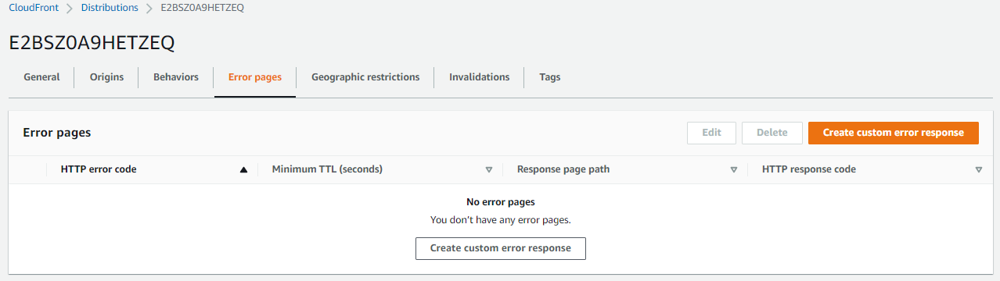 CloudFront > Distributions > E2BSZ0A9HETZEQ
E2BSZ0A9HETZEQ
General Origins Behaviors Error pages Geographic restrictions Invalidations Tags
Error pages Edit Delete Create custom error response
HTTP error code Minimum TTL (seconds) Response page path HTTP response code
No error pages
You don't have any error pages.
Create custom error response